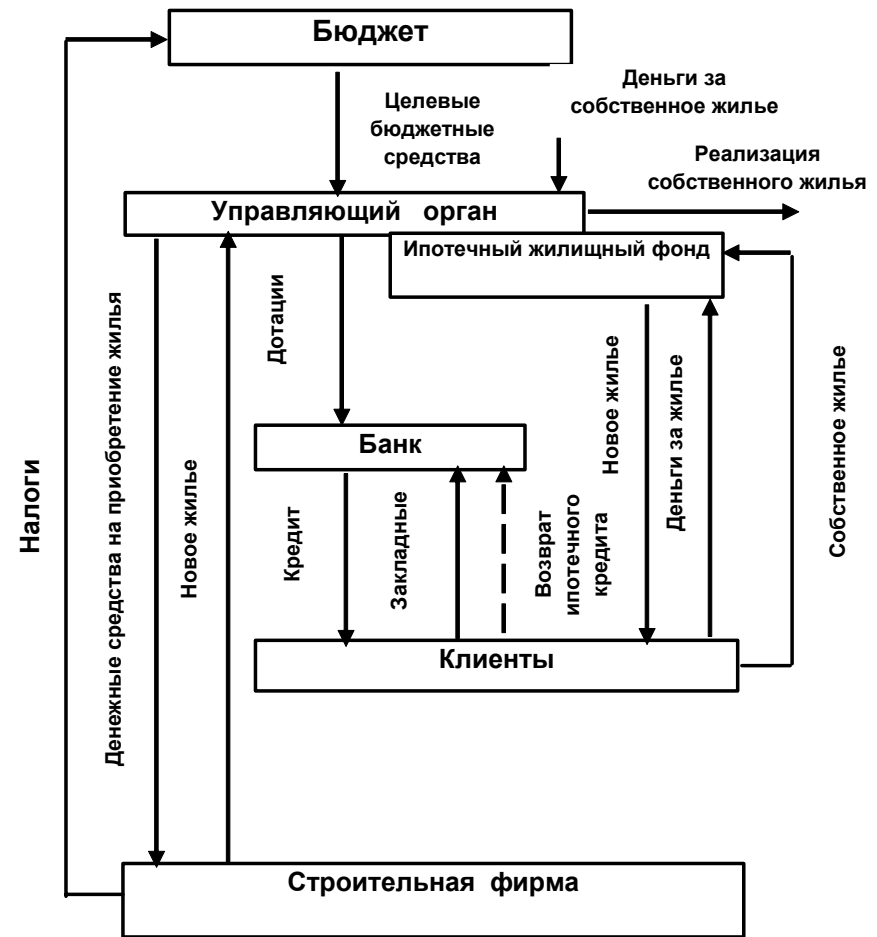 Бюджет
Целевые
бюджетные
средства
Деньги за
собственное жилье
Реализация
собственного жилья
Управляющий орган
Ипотечный жилищный фонд
Налоги
Денежные средства на приобретение жилья
Новое жилье
Дотации
Банк
Кредит
Закладные
Возврат
ипотечного
кредита
Новое жилье
Деньги за жилье
Собственное жилье
Клиенты
Строительная фирма